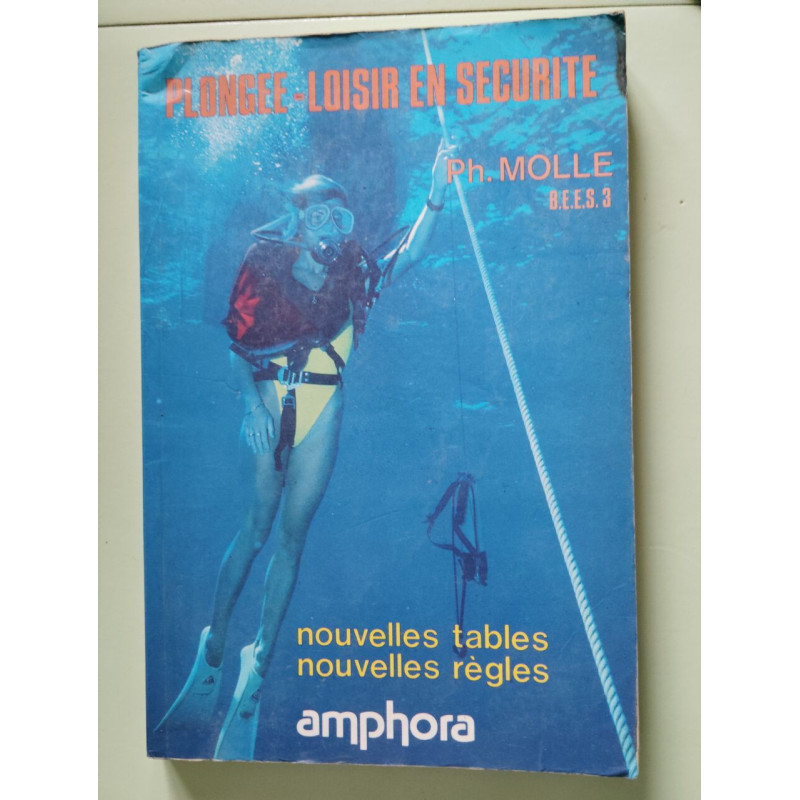 PLONGEE-LOISIR EN SECURITE
Ph. MOLLE
B.E.E.S. 3
nouvelles tables
nouvelles règles
amphora